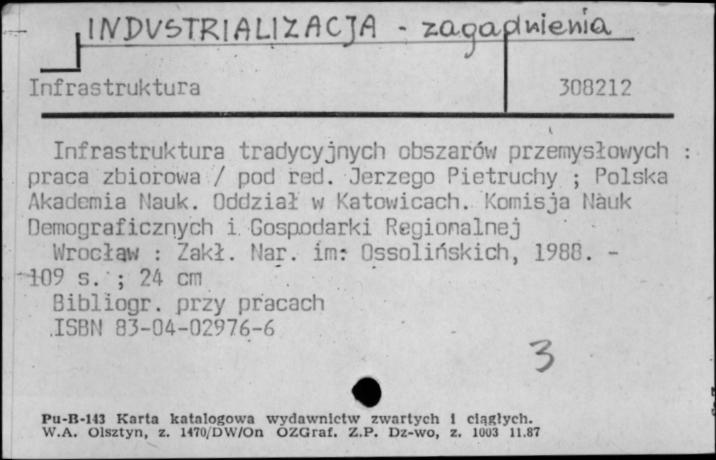 INDUSTRIALIZACJA - zagadnienia
Infrastruktura 308212
Infrastruktura tradycyjnych obszarów przemysłowych :
praca zbiorowa / pod red. Jerzego Pietruchy ; Polska
Akademia Nauk. Oddział w Katowicach. Komisja Nauk
Demograficznych i Gospodarki Regionalnej
Wrocław : Zakł. Nar. im. Ossolińskich, 1988. -
109 s. ; 24 cm
Bibliogr. przy pracach
ISBN 83-04-02976-6
3
Pu-B-143 Karta katalogowa wydawnictw zwartych i ciągłych.
W.A. Olsztyn, z. 1470/DW/On OZGraf. Z.P. Dz-wo, z. 1003 11.87